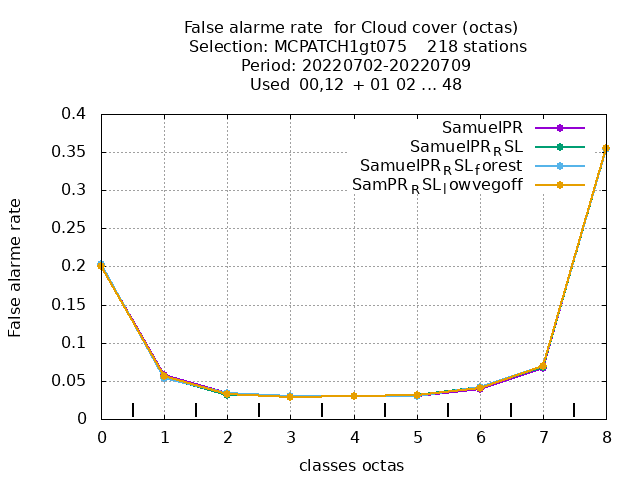 False alarme rate  for Cloud cover (octas)
Selection: MCPATCH1gt075    218 stations
Period: 20220702-20220709
Used  00,12  + 01 02 ... 48
SamuelPR
SamuelPR_RSL
SamuelPR_RSL_forest
SamPR_RSL_lowvegoff
0.4
0.35
0.3
0.25
0.2
0.15
0.1
0.05
0
False alarme rate
0 1 2 3 4 5 6 7 8
classes octas